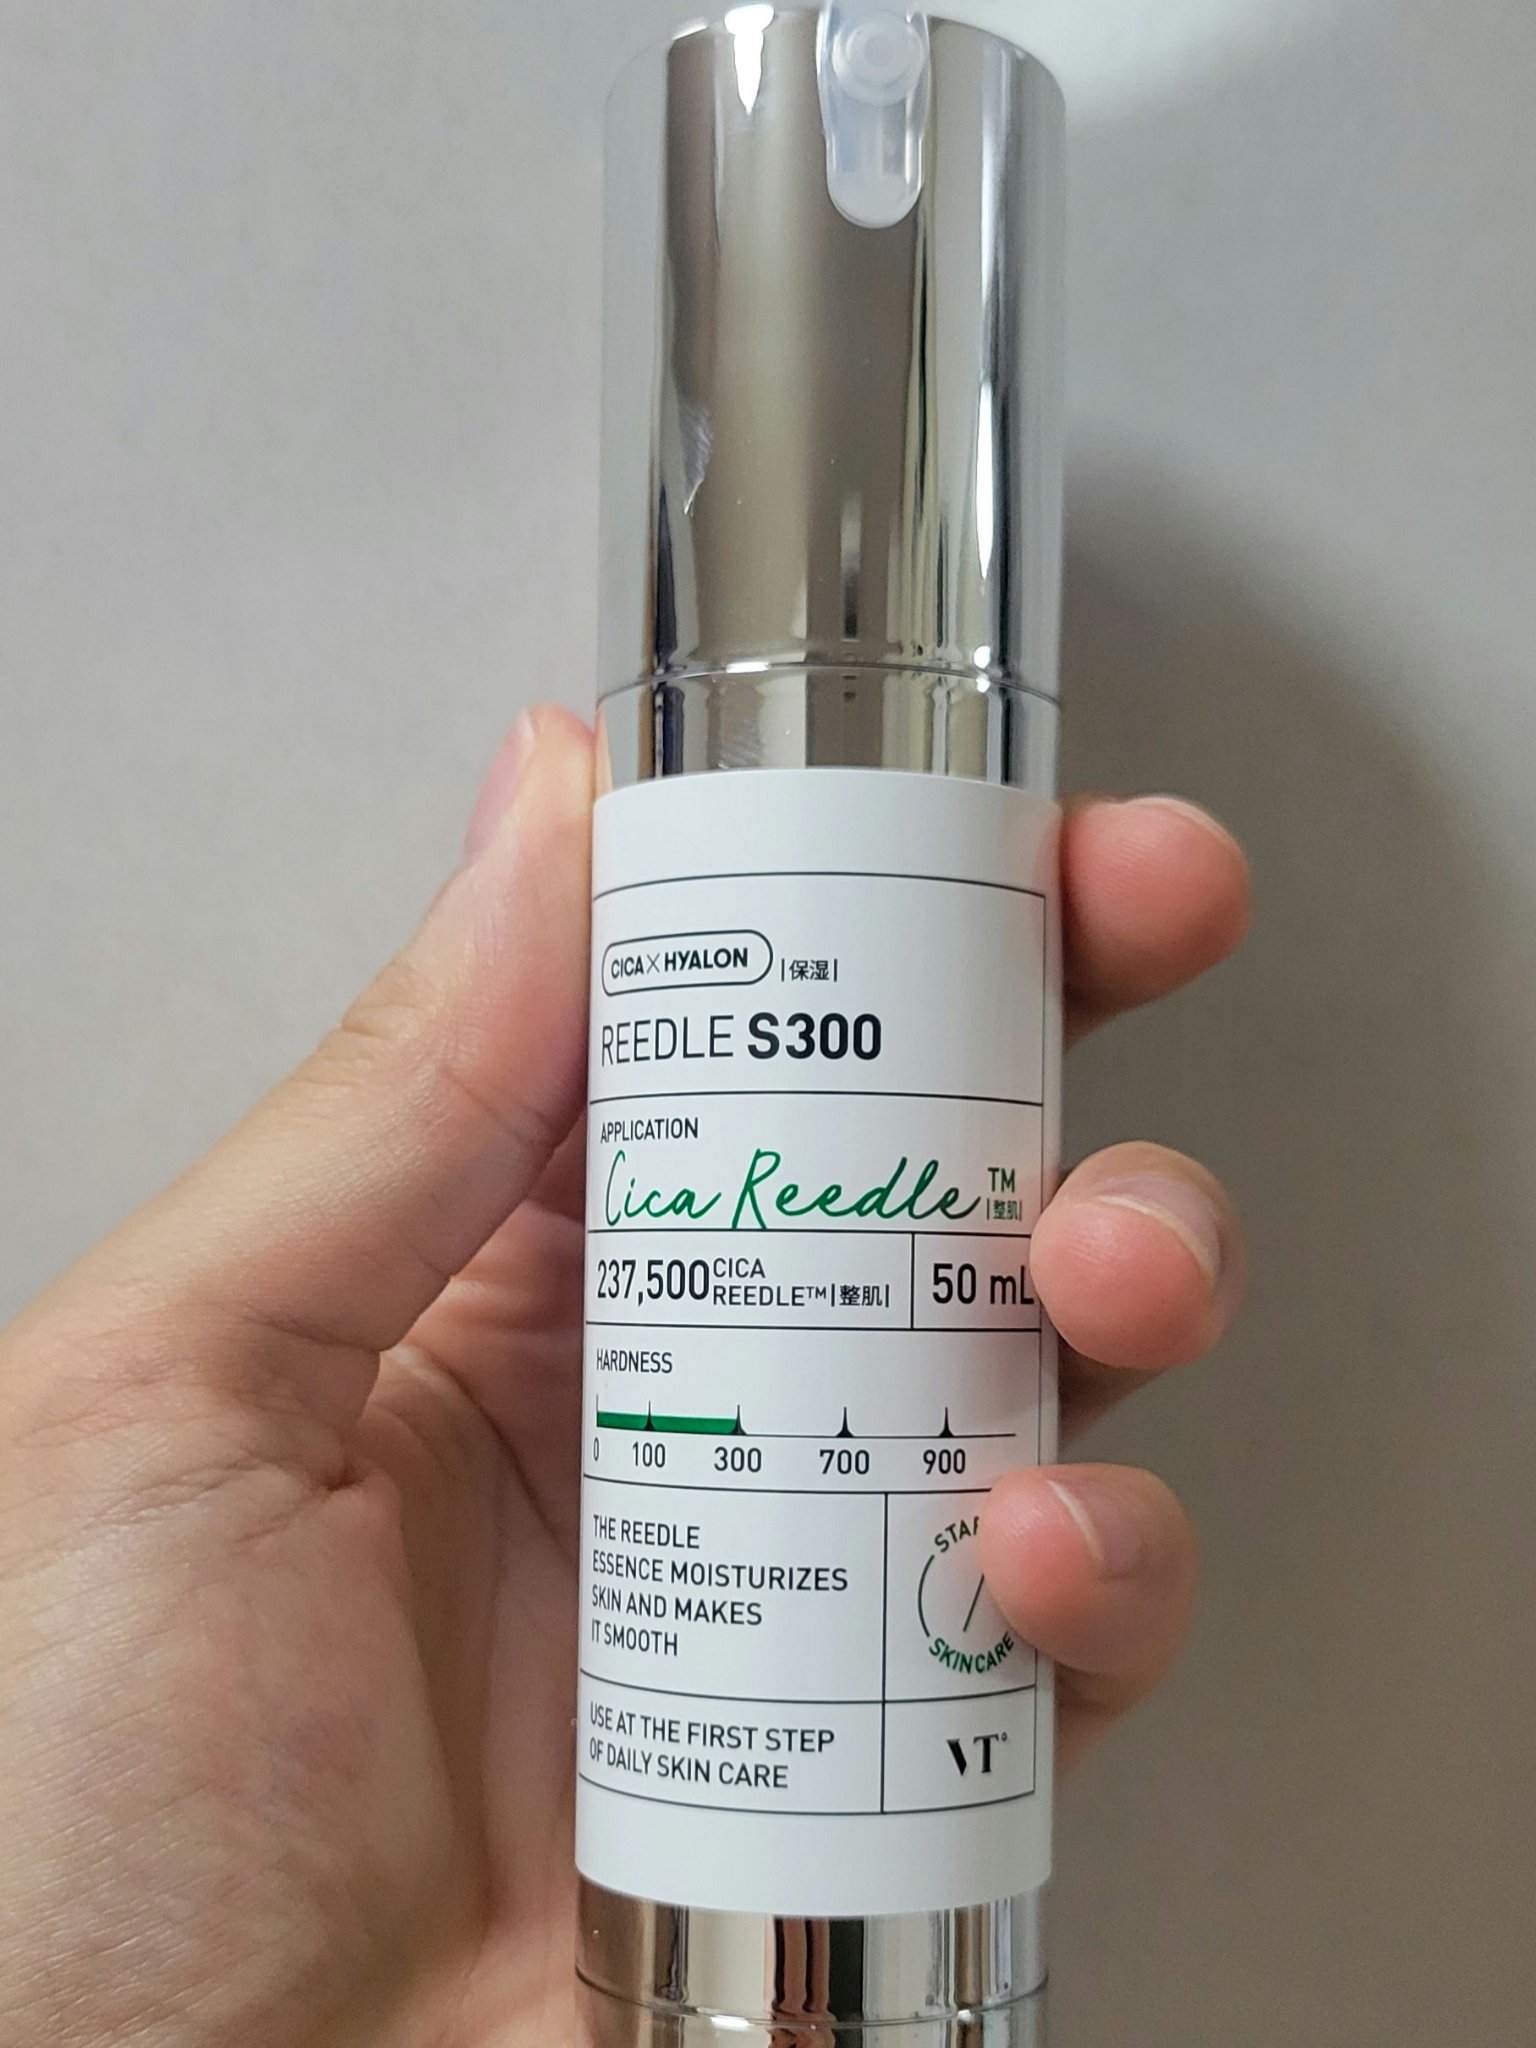 CICA×HYALON |保湿|
REEDLE S300
APPLICATION
Cica Reedle™ |整肌|
237,500 CICA REEDLE™ |整肌|
50 mL
HARDNESS
0 100 300 700 900
THE REEDLE
ESSENCE MOISTURIZES
SKIN AND MAKES
IT SMOOTH
SKINCARE
USE AT THE FIRST STEP
OF DAILY SKIN CARE
VT°